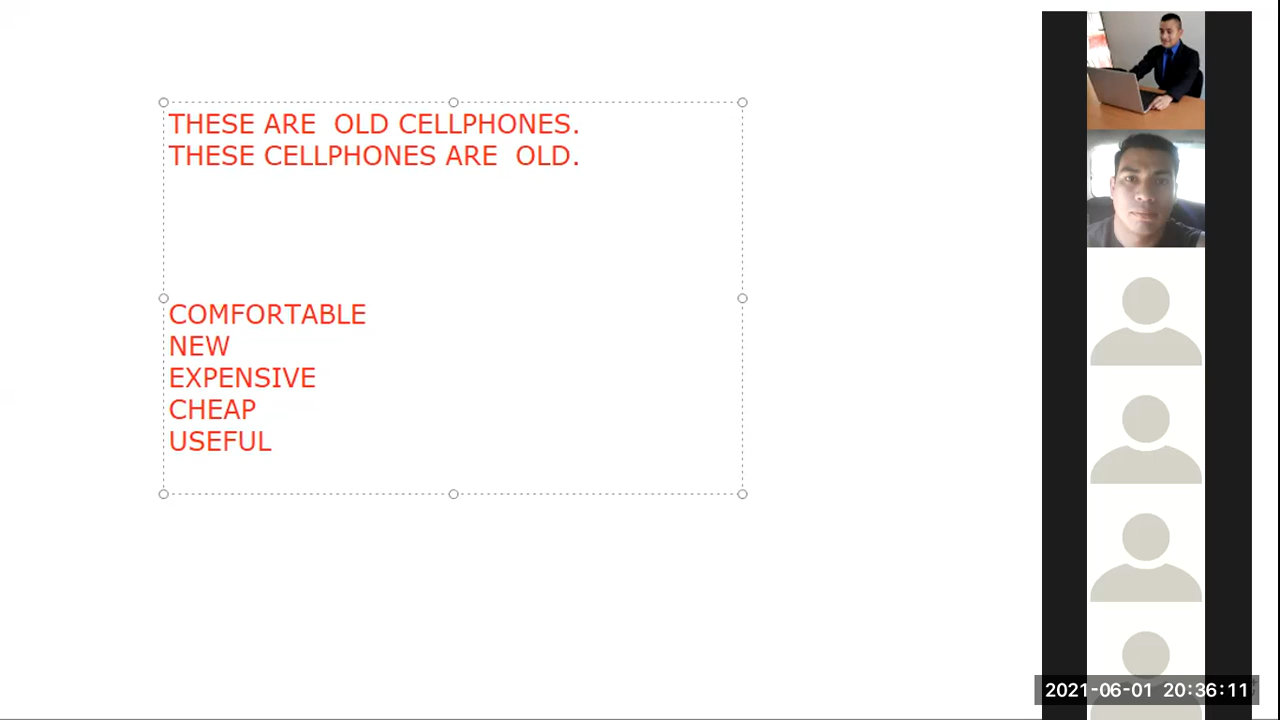 THESE ARE  OLD CELLPHONES.
THESE CELLPHONES ARE  OLD.
COMFORTABLE
NEW
EXPENSIVE
CHEAP
USEFUL
2021-06-01 20:36:11